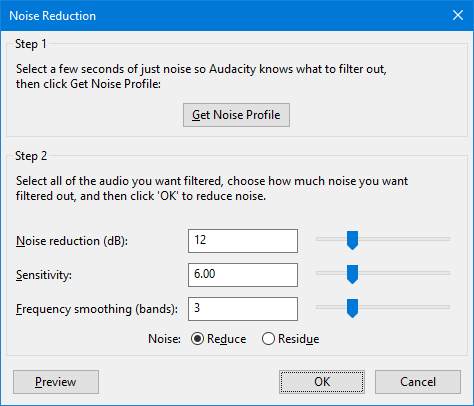 Noise Reduction
Step 1
Select a few seconds of just noise so Audacity knows what to filter out,
then click Get Noise Profile:
Get Noise Profile
Step 2
Select all of the audio you want filtered, choose how much noise you want
filtered out, and then click 'OK' to reduce noise.
Noise reduction (dB): 12
Sensitivity: 6.00
Frequency smoothing (bands): 3
Noise: Reduce Residue
Preview OK Cancel